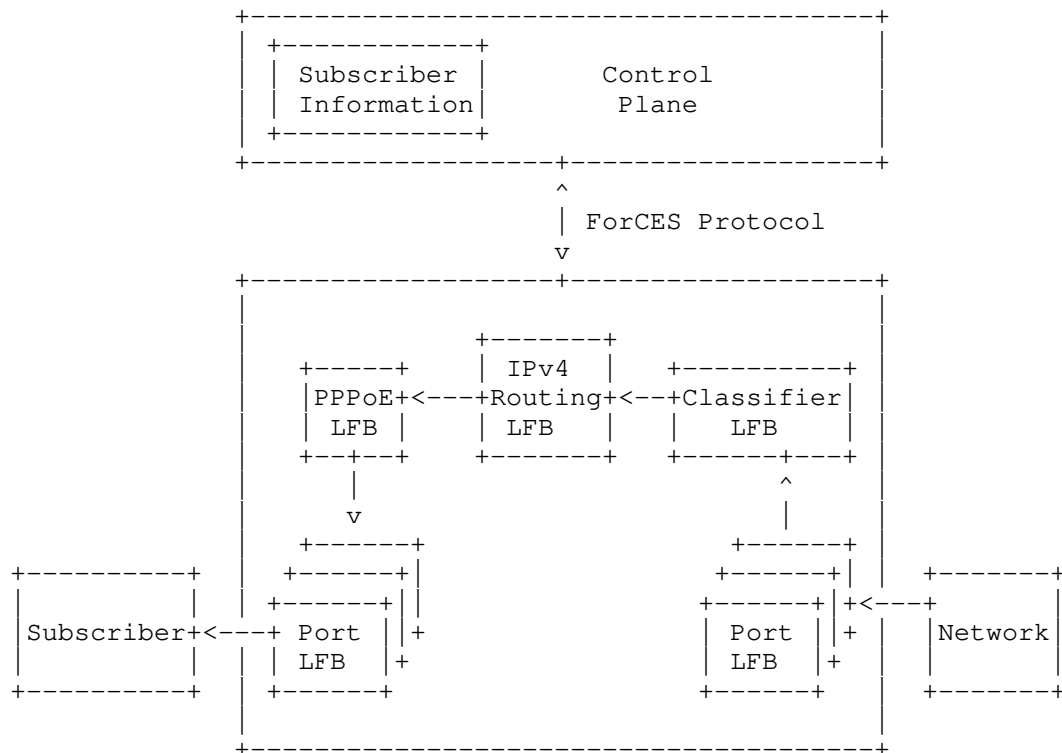 Subscriber Control
Information Plane
ForCES Protocol
IPv4
PPPoE Routing Classifier
LFB LFB LFB
Subscriber Port Port Network
LFB LFB